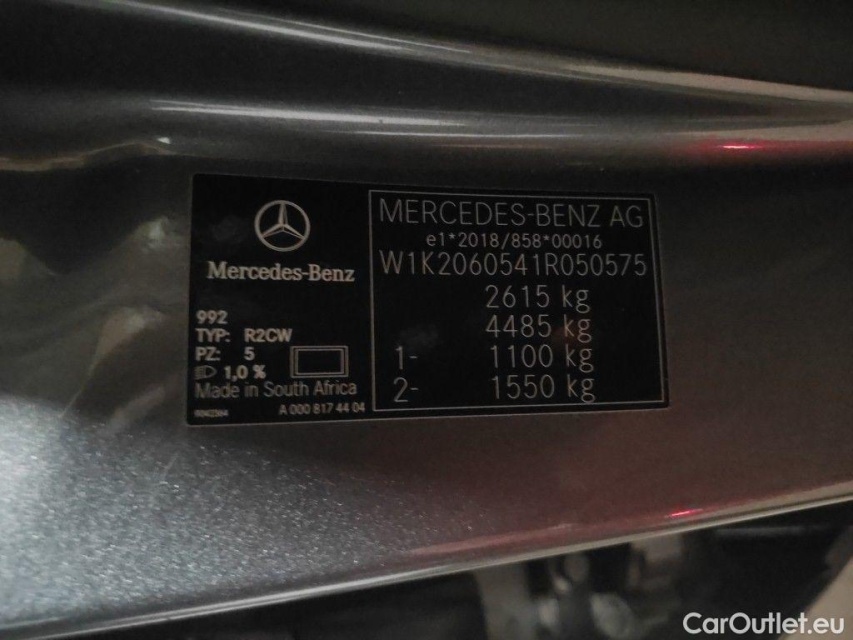 Mercedes-Benz
992
TYP: R2CW
PZ: 5
1,0 %
Made in South Africa
A 000 817 44 04
MERCEDES-BENZ AG
e1*2018/858*00016
W1K2060541R050575
2615 kg
4485 kg
1- 1100 kg
2- 1550 kg
CarOutlet.eu